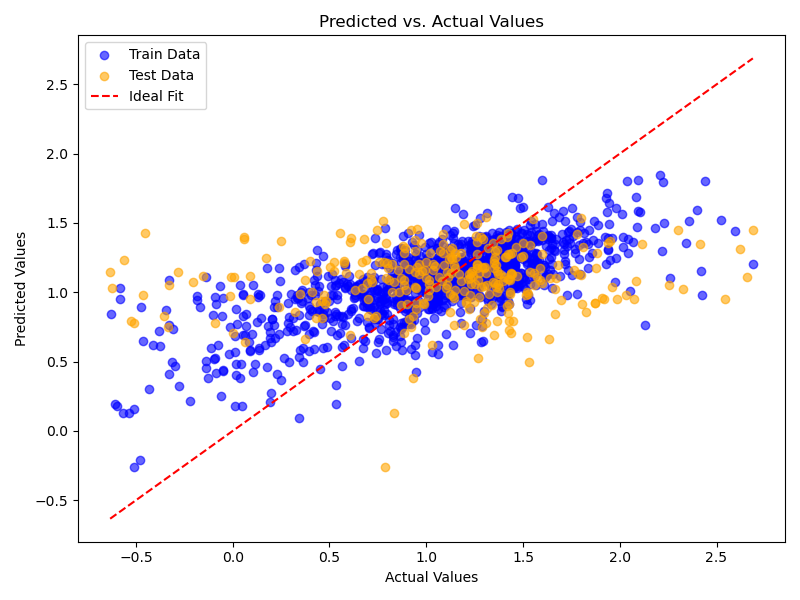 Predicted vs. Actual Values
Train Data
Test Data
Ideal Fit
2.5
2.0
1.5
1.0
0.5
0.0
−0.5
Predicted Values
−0.5
0.0
0.5
1.0
1.5
2.0
2.5
Actual Values